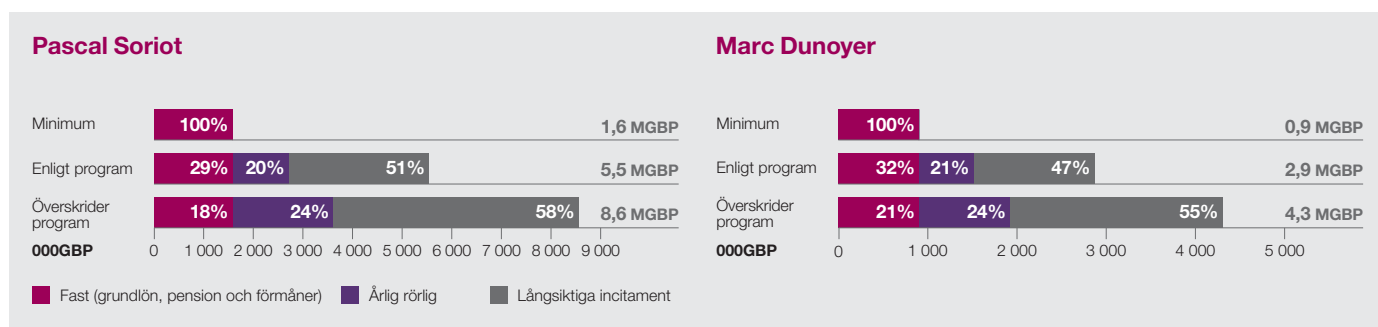 Pascal Soriot
Minimum 100% 1,6 MGBP
Enligt program 29% 20% 51% 5,5 MGBP
Överskrider
program 18% 24% 58% 8,6 MGBP
000GBP 0 1 000 2 000 3 000 4 000 5 000 6 000 7 000 8 000 9 000
Marc Dunoyer
Minimum 100% 0,9 MGBP
Enligt program 32% 21% 47% 2,9 MGBP
Överskrider
program 21% 24% 55% 4,3 MGBP
000GBP 0 1 000 2 000 3 000 4 000 5 000
Fast (grundlön, pension och förmåner) Årlig rörlig Långsiktiga incitament